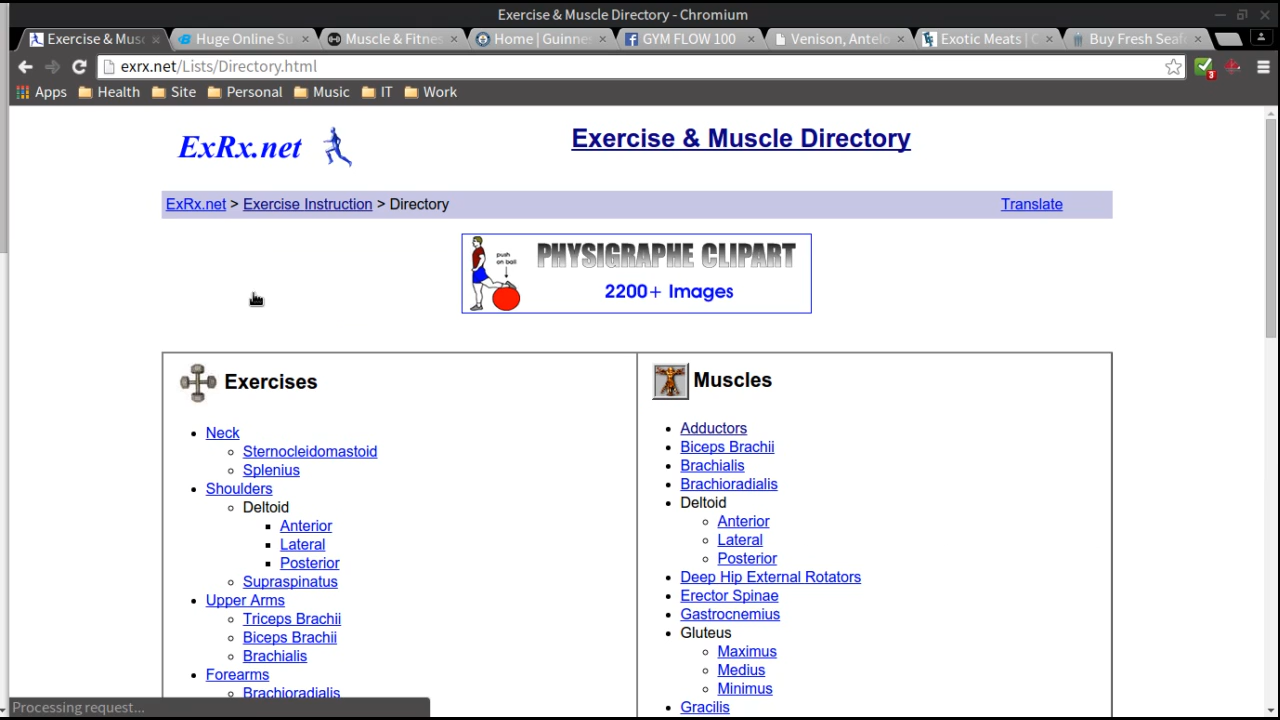 Exercise & Muscle Directory - Chromium
Exercise & Musc
Huge Online Su
Muscle & Fitnes
Home | Guinne
GYM FLOW 100
Venison, Antelo
Exotic Meats |
Buy Fresh Seaf
exrx.net/Lists/Directory.html
3
Apps Health Site Personal Music IT Work
ExRx.net
Exercise & Muscle Directory
ExRx.net > Exercise Instruction > Directory
Translate
push
on ball
PHYSIGRAPHE CLIPART
2200+ Images
Exercises
Neck
Sternocleidomastoid
Splenius
Shoulders
Deltoid
Anterior
Lateral
Posterior
Supraspinatus
Upper Arms
Triceps Brachii
Biceps Brachii
Brachialis
Forearms
Brachioradialis
Muscles
Adductors
Biceps Brachii
Brachialis
Brachioradialis
Deltoid
Anterior
Lateral
Posterior
Deep Hip External Rotators
Erector Spinae
Gastrocnemius
Gluteus
Maximus
Medius
Minimus
Gracilis
Processing request...